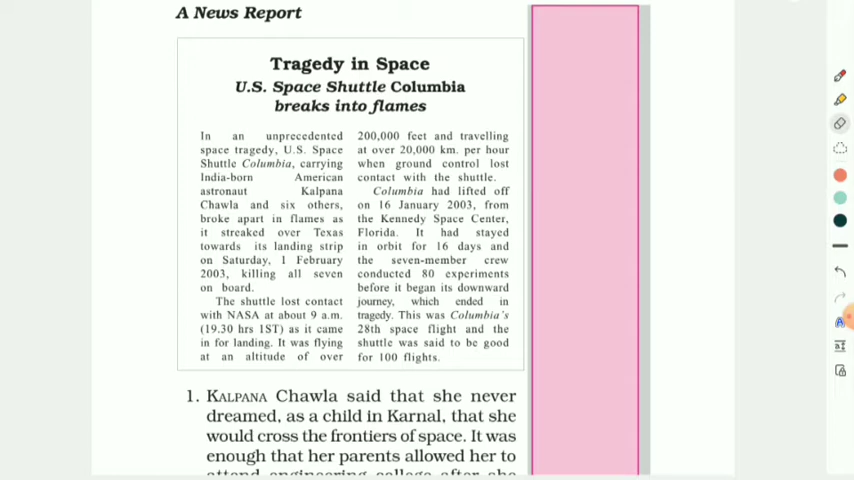 A News Report
Tragedy in Space
U.S. Space Shuttle Columbia
breaks into flames
In an unprecedented
space tragedy, U.S. Space
Shuttle Columbia, carrying
India-born American
astronaut Kalpana
Chawla and six others,
broke apart in flames as
it streaked over Texas
towards its landing strip
on Saturday, 1 February
2003, killing all seven
on board.
The shuttle lost contact
with NASA at about 9 a.m.
(19.30 hrs 1ST) as it came
in for landing. It was flying
at an altitude of over
200,000 feet and travelling
at over 20,000 km. per hour
when ground control lost
contact with the shuttle.
Columbia had lifted off
on 16 January 2003, from
the Kennedy Space Center,
Florida. It had stayed
in orbit for 16 days and
the seven-member crew
conducted 80 experiments
before it began its downward
journey, which ended in
tragedy. This was Columbia's
28th space flight and the
shuttle was said to be good
for 100 flights.
1. KALPANA Chawla said that she never
dreamed, as a child in Karnal, that she
would cross the frontiers of space. It was
enough that her parents allowed her to
attend engineering college after she